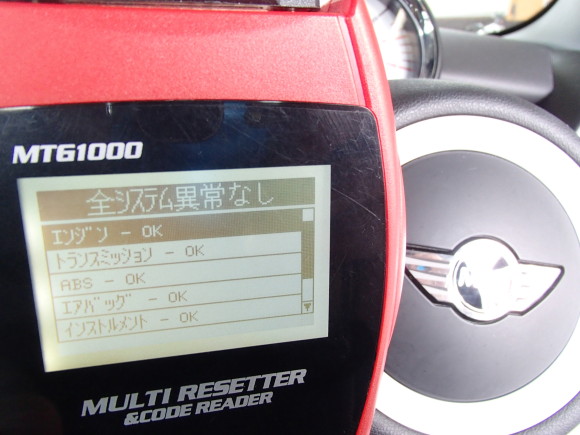 MTG1000
全システム異常なし
エンジン - OK
トランスミッション - OK
ABS - OK
エアバッグ - OK
インストルメント - OK
MULTI RESETTER
&CODE READER